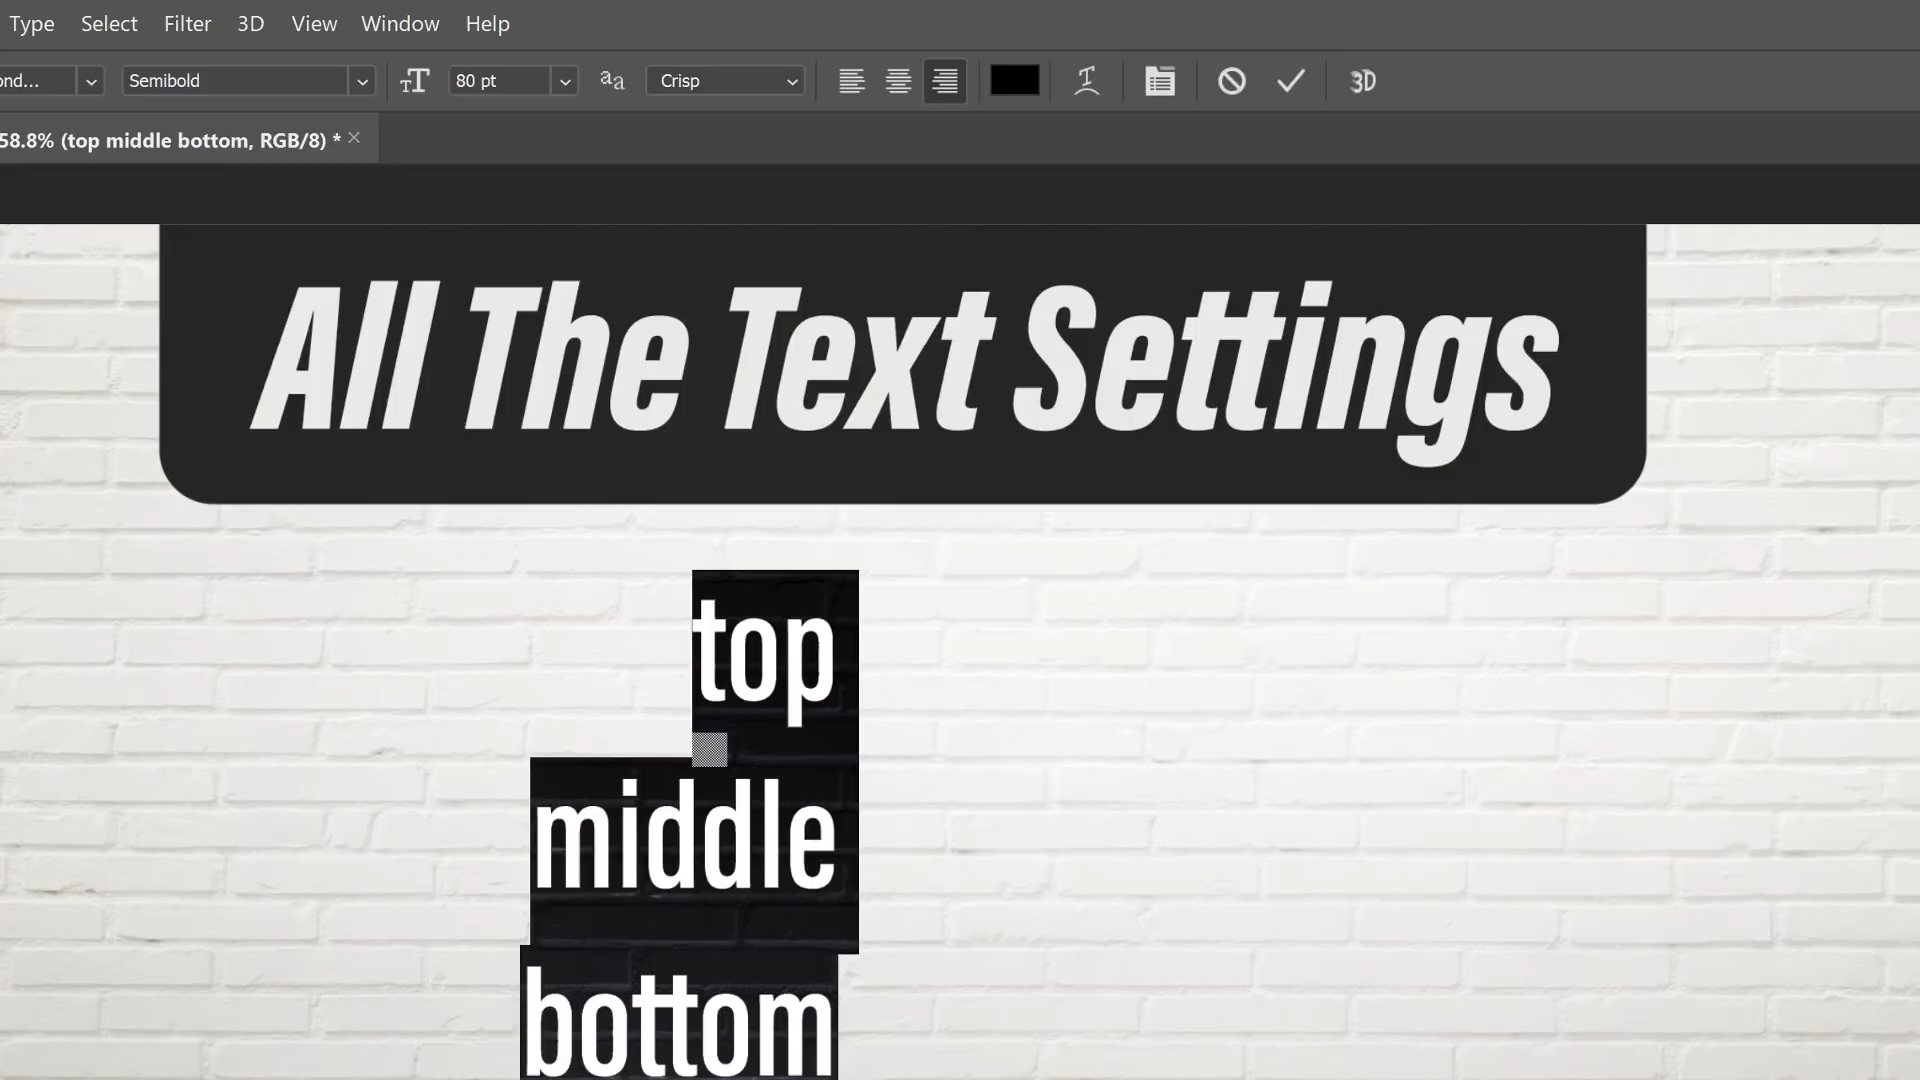 Type Select Filter 3D View Window Help
ond... Semibold 80 pt Crisp 3D
58.8% (top middle bottom, RGB/8) *
All The Text Settings
top
middle
bottom